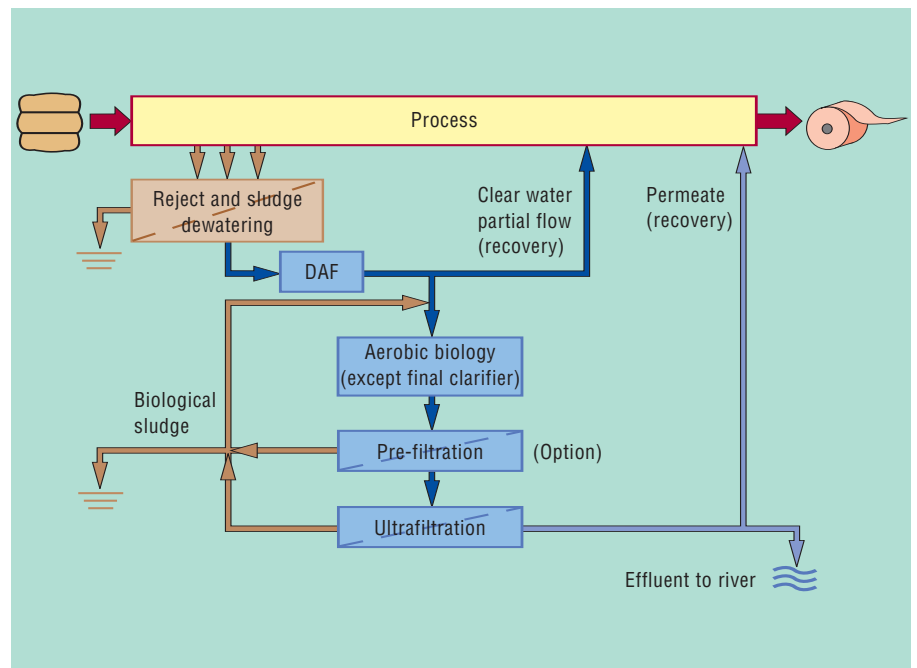 Process
Reject and sludge
dewatering
Clear water
partial flow
(recovery)
Permeate
(recovery)
DAF
Aerobic biology
(except final clarifier)
Biological
sludge
Pre-filtration
(Option)
Ultrafiltration
Effluent to river